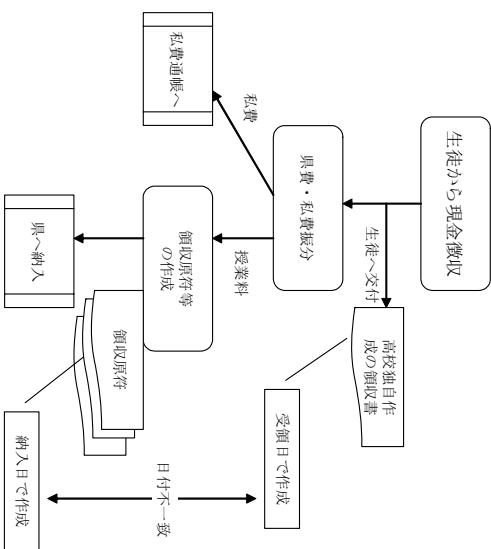 生徒から現金徴収
生徒へ交付
高校独自作
成の領収書
受領日で作成
県費・私費振分
私費
授業料
私費通帳へ
領収原符等
の作成
領収原符
日付不一致
県へ納入
納入日で作成